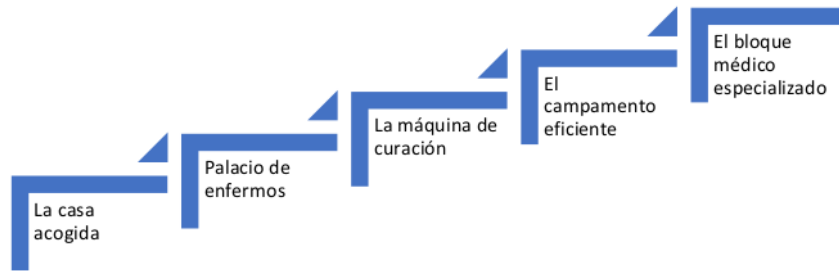 La casa
acogida
Palacio de
enfermos
La máquina de
curación
El
campamento
eficiente
El bloque
médico
especializado